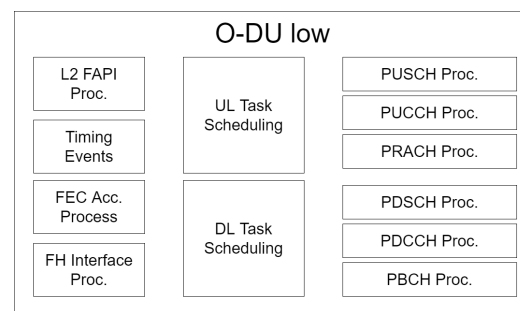 O-DU low
L2 FAPI
Proc.
Timing
Events
FEC Acc.
Process
FH Interface
Proc.
UL Task
Scheduling
DL Task
Scheduling
PUSCH Proc.
PUCCH Proc.
PRACH Proc.
PDSCH Proc.
PDCCH Proc.
PBCH Proc.